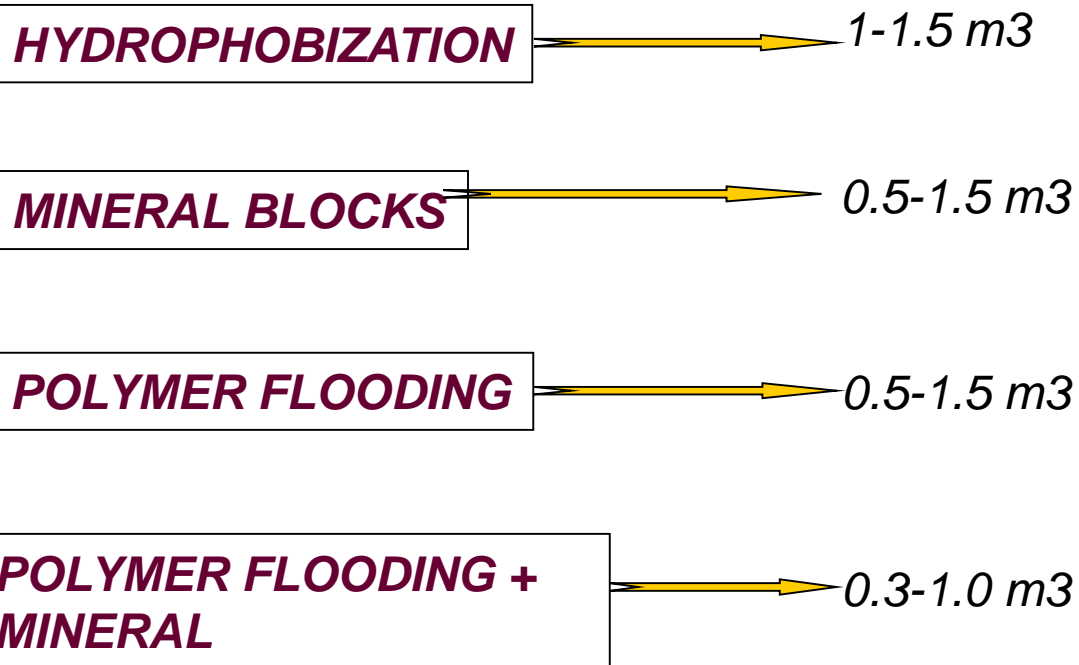 HYDROPHOBIZATION
1-1.5 m3
MINERAL BLOCKS
0.5-1.5 m3
POLYMER FLOODING
0.5-1.5 m3
POLYMER FLOODING +
MINERAL
0.3-1.0 m3